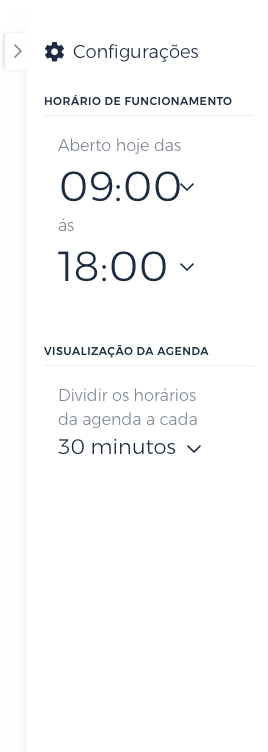 Configurações
HORÁRIO DE FUNCIONAMENTO
Aberto hoje das
09:00
ás
18:00
VISUALIZAÇÃO DA AGENDA
Dividir os horários
da agenda a cada
30 minutos